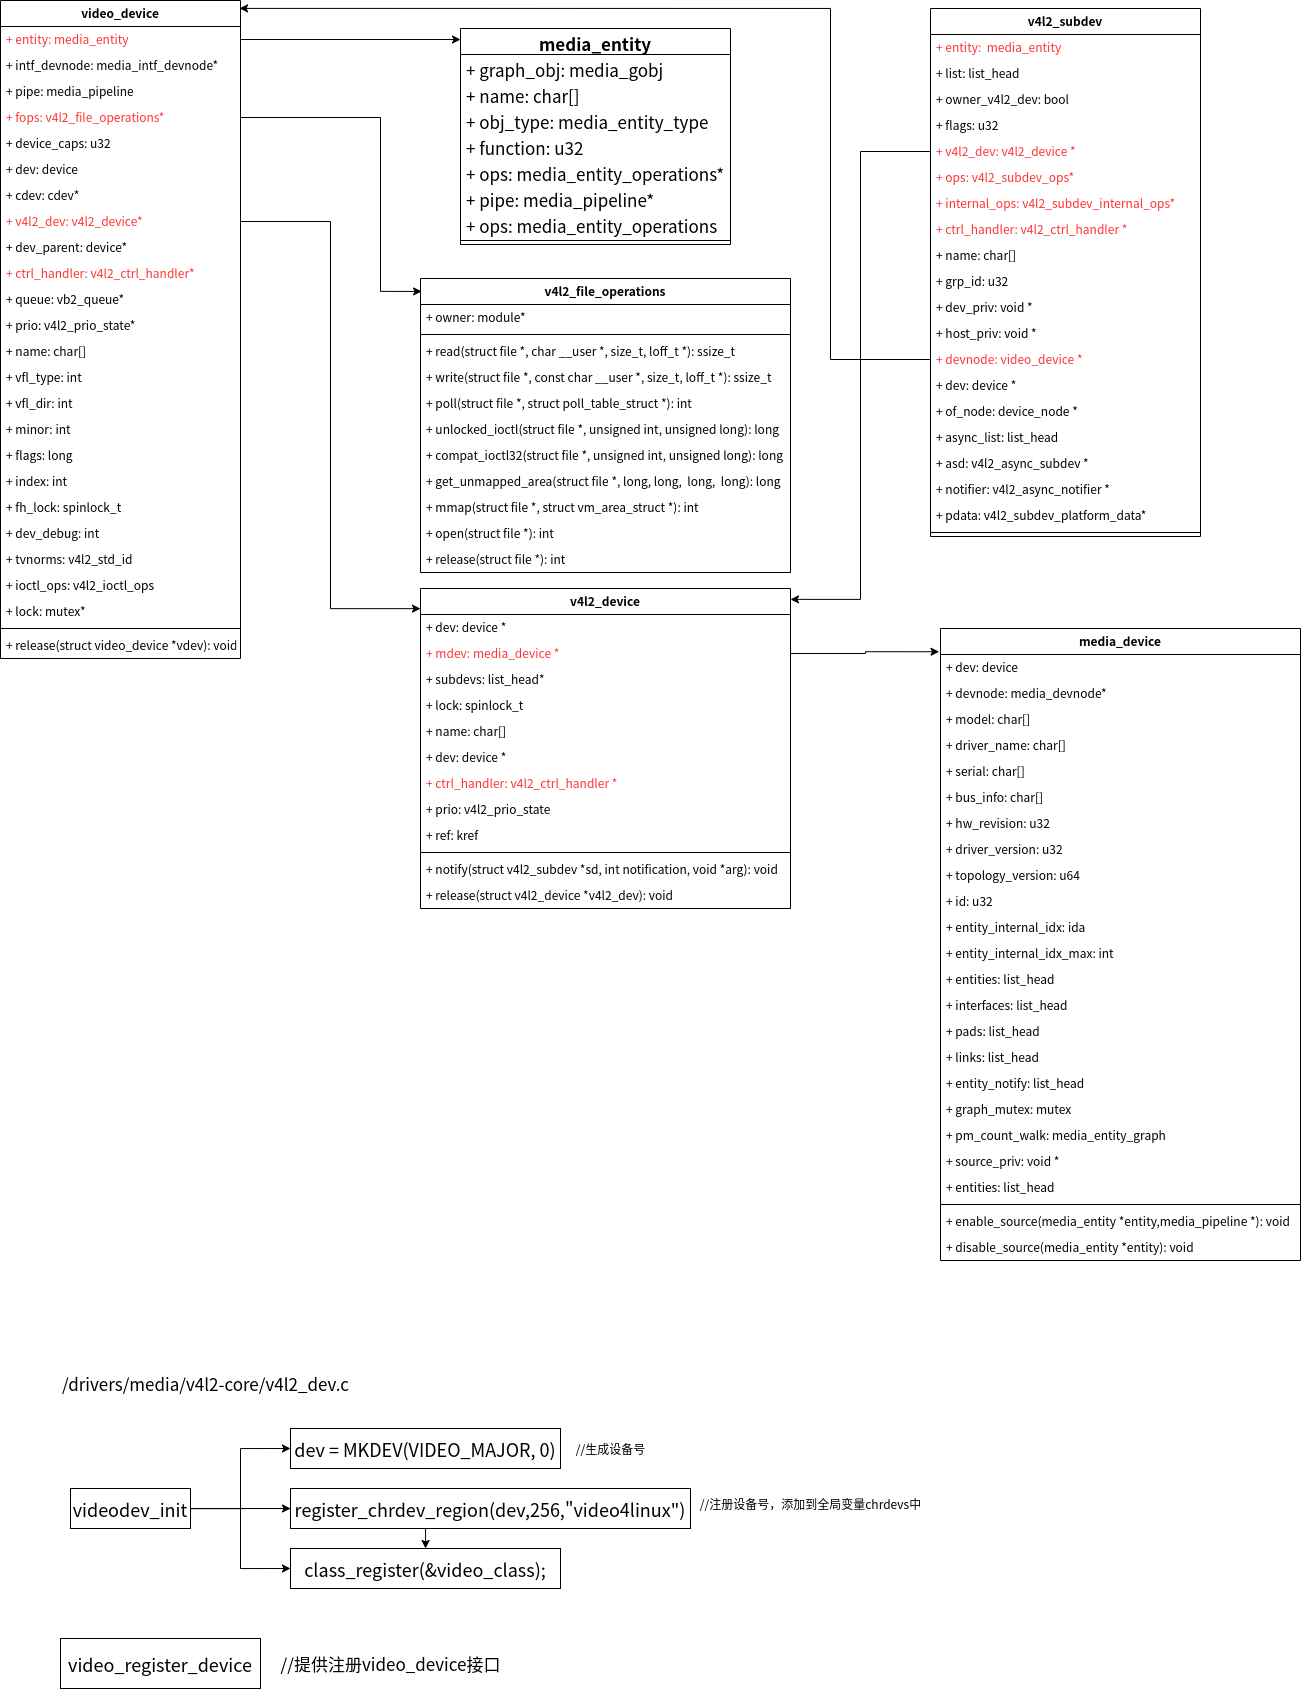 video_device
+ entity: media_entity
+ intf_devnode: media_intf_devnode*
+ pipe: media_pipeline
+ fops: v4l2_file_operations*
+ device_caps: u32
+ dev: device
+ cdev: cdev*
+ v4l2_dev: v4l2_device*
+ dev_parent: device*
+ ctrl_handler: v4l2_ctrl_handler*
+ queue: vb2_queue*
+ prio: v4l2_prio_state*
+ name: char[]
+ vfl_type: int
+ vfl_dir: int
+ minor: int
+ flags: long
+ index: int
+ fh_lock: spinlock_t
+ dev_debug: int
+ tvnorms: v4l2_std_id
+ ioctl_ops: v4l2_ioctl_ops
+ lock: mutex*
+ release(struct video_device *vdev): void
media_entity
+ graph_obj: media_gobj
+ name: char[]
+ obj_type: media_entity_type
+ function: u32
+ ops: media_entity_operations*
+ pipe: media_pipeline*
+ ops: media_entity_operations
v4l2_file_operations
+ owner: module*
+ read(struct file *, char __user *, size_t, loff_t *): ssize_t
+ write(struct file *, const char __user *, size_t, loff_t *): ssize_t
+ poll(struct file *, struct poll_table_struct *): int
+ unlocked_ioctl(struct file *, unsigned int, unsigned long): long
+ compat_ioctl32(struct file *, unsigned int, unsigned long): long
+ get_unmapped_area(struct file *, long, long,  long,  long): long
+ mmap(struct file *, struct vm_area_struct *): int
+ open(struct file *): int
+ release(struct file *): int
v4l2_device
+ dev: device *
+ mdev: media_device *
+ subdevs: list_head*
+ lock: spinlock_t
+ name: char[]
+ dev: device *
+ ctrl_handler: v4l2_ctrl_handler *
+ prio: v4l2_prio_state
+ ref: kref
+ notify(struct v4l2_subdev *sd, int notification, void *arg): void
+ release(struct v4l2_device *v4l2_dev): void
v4l2_subdev
+ entity:  media_entity
+ list: list_head
+ owner_v4l2_dev: bool
+ flags: u32
+ v4l2_dev: v4l2_device *
+ ops: v4l2_subdev_ops*
+ internal_ops: v4l2_subdev_internal_ops*
+ ctrl_handler: v4l2_ctrl_handler *
+ name: char[]
+ grp_id: u32
+ dev_priv: void *
+ host_priv: void *
+ devnode: video_device *
+ dev: device *
+ of_node: device_node *
+ async_list: list_head
+ asd: v4l2_async_subdev *
+ notifier: v4l2_async_notifier *
+ pdata: v4l2_subdev_platform_data*
media_device
+ dev: device
+ devnode: media_devnode*
+ model: char[]
+ driver_name: char[]
+ serial: char[]
+ bus_info: char[]
+ hw_revision: u32
+ driver_version: u32
+ topology_version: u64
+ id: u32
+ entity_internal_idx: ida
+ entity_internal_idx_max: int
+ entities: list_head
+ interfaces: list_head
+ pads: list_head
+ links: list_head
+ entity_notify: list_head
+ graph_mutex: mutex
+ pm_count_walk: media_entity_graph
+ source_priv: void *
+ entities: list_head
+ enable_source(media_entity *entity,media_pipeline *): void
+ disable_source(media_entity *entity): void
/drivers/media/v4l2-core/v4l2_dev.c
dev = MKDEV(VIDEO_MAJOR, 0) //生成设备号
videodev_init
register_chrdev_region(dev,256,"video4linux") //注册设备号，添加到全局变量chrdevs中
class_register(&video_class);
video_register_device //提供注册video_device接口